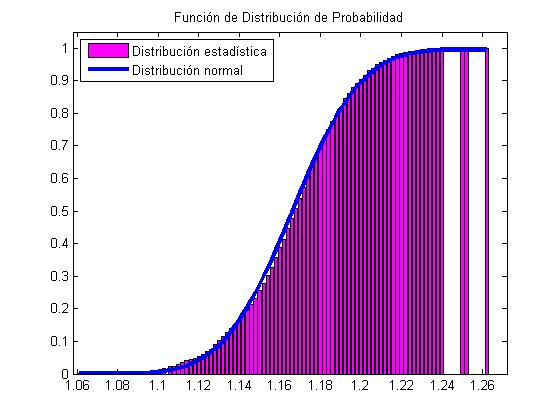 Función de Distribución de Probabilidad
Distribución estadística
Distribución normal
1
0.9
0.8
0.7
0.6
0.5
0.4
0.3
0.2
0.1
0
1.06 1.08 1.1 1.12 1.14 1.16 1.18 1.2 1.22 1.24 1.26